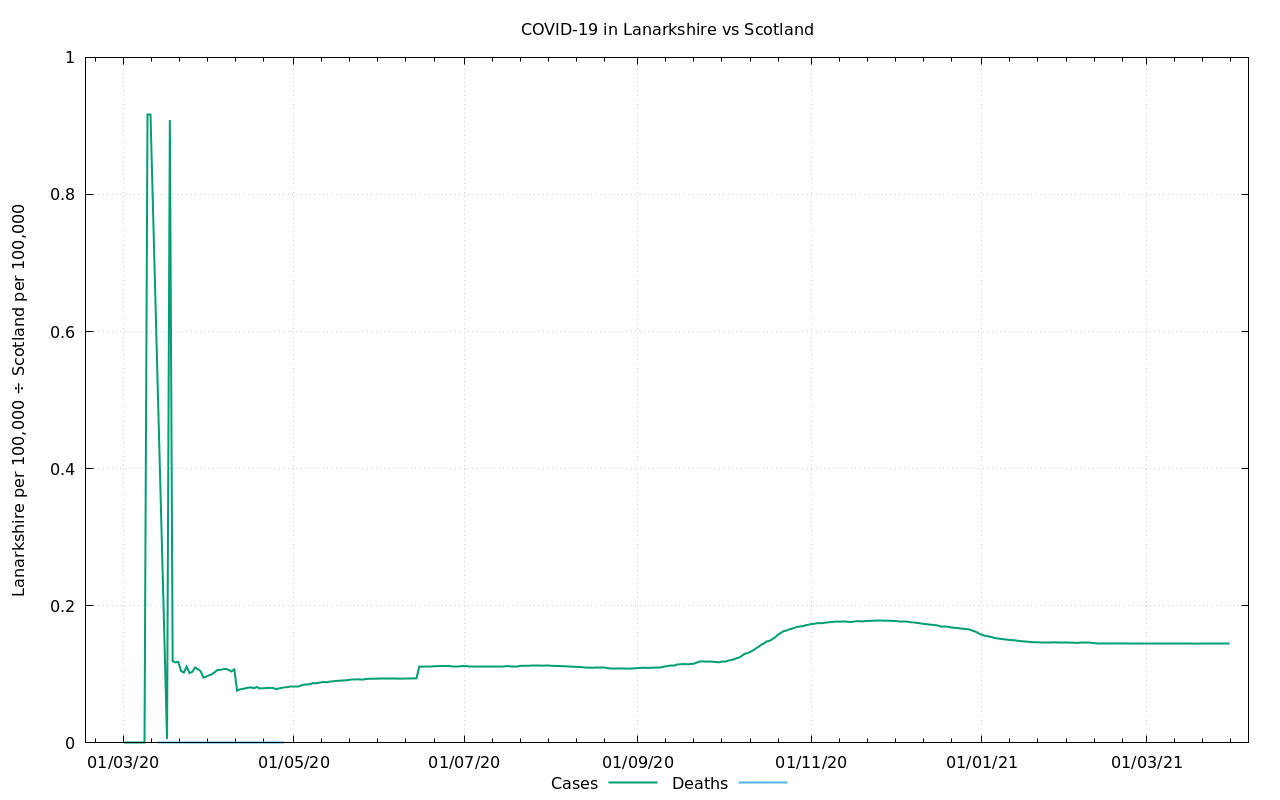 COVID-19 in Lanarkshire vs Scotland
Lanarkshire per 100,000 ÷ Scotland per 100,000
1
0.8
0.6
0.4
0.2
0
01/03/20 01/05/20 01/07/20 01/09/20 01/11/20 01/01/21 01/03/21
Cases Deaths